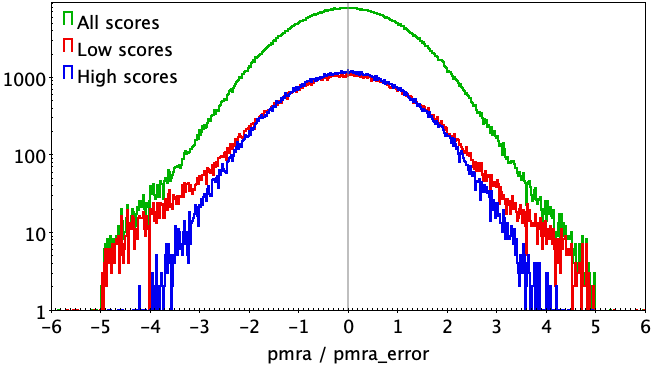 All scores
Low scores
High scores
1000
100
10
1
-6 -5 -4 -3 -2 -1 0 1 2 3 4 5 6
pmra / pmra_error